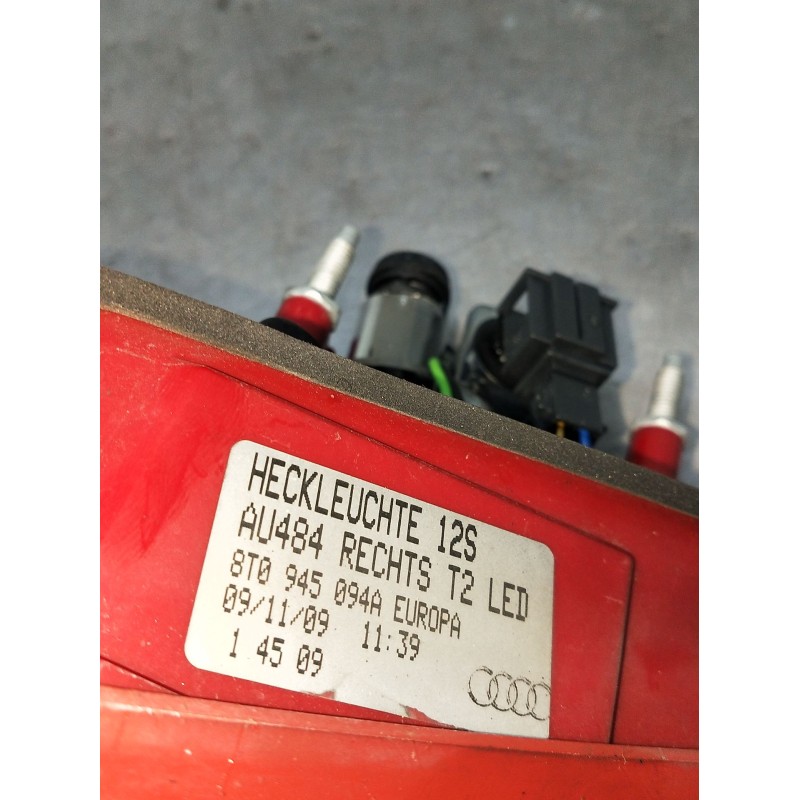 HECKLEUCHTE 12S
AU484 RECHTS T2 LED
8T0 945 094A EUROPA
09/11/09 11:39
1 45 09